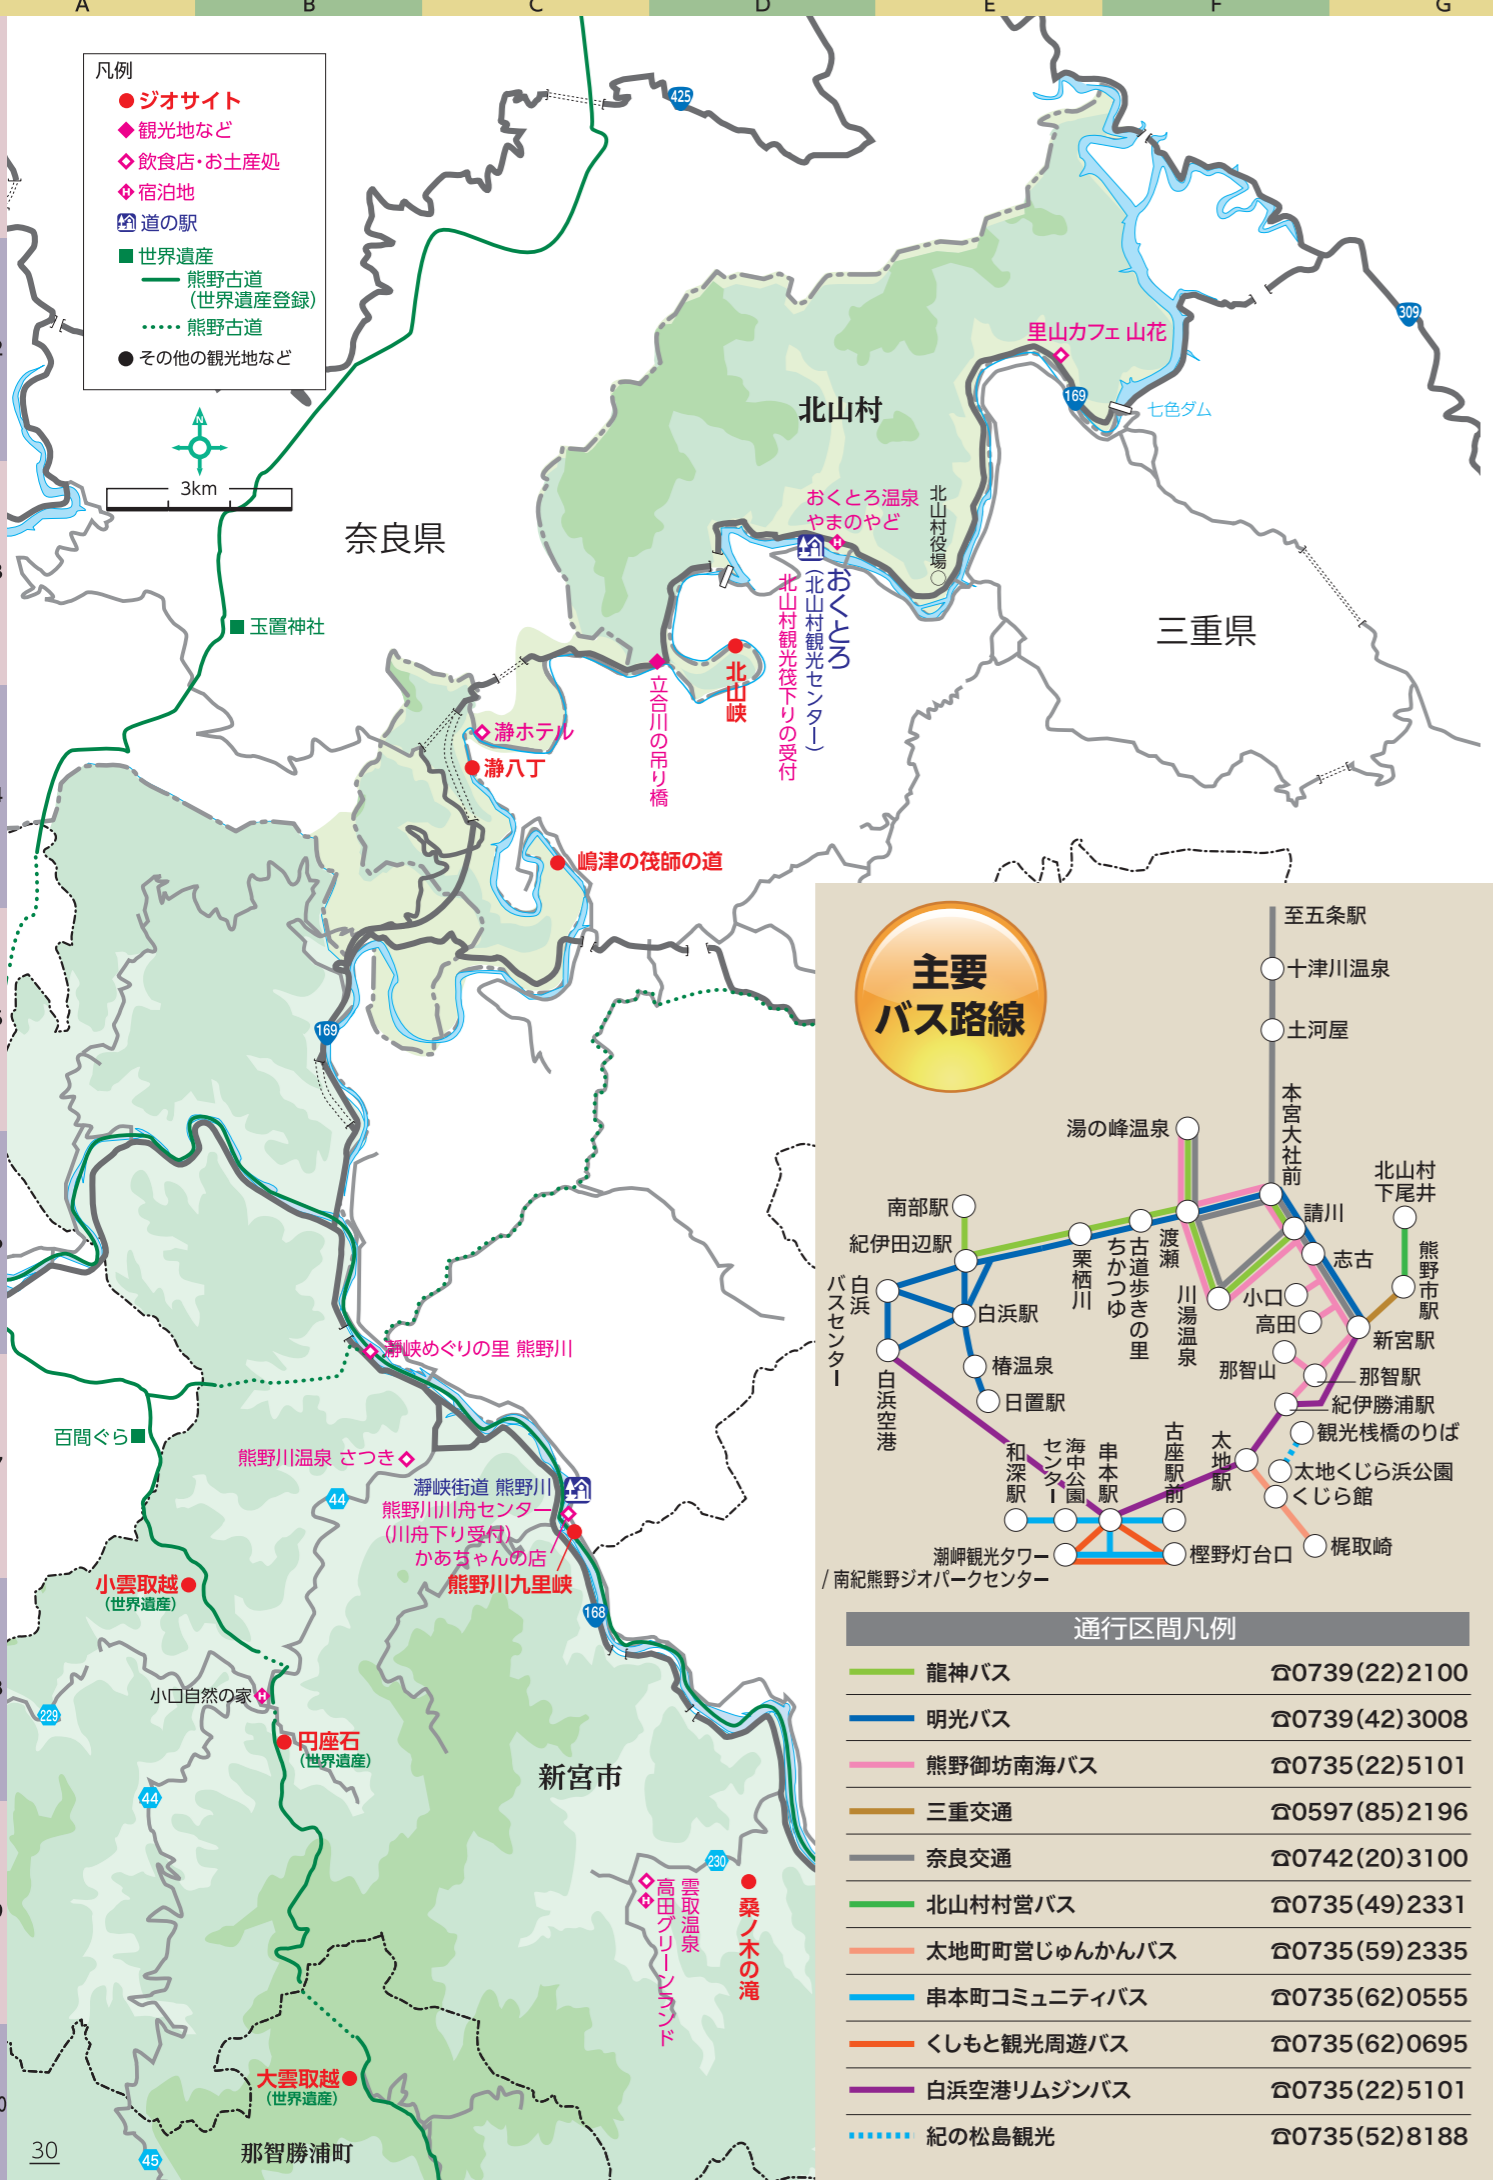 A
B
C
D
E
F
G
凡例
ジオサイト
観光地など
飲食店・お土産処
H 宿泊地
道の駅
世界遺産
熊野古道
(世界遺産登録)
熊野古道
その他の観光地など
N
3km
425
309
169
里山カフェ 山花
七色ダム
北山村
奈良県
三重県
おくとろ温泉
やまのやど
H
北山村役場
おくとろ
(北山村観光センター)
北山村観光筏下りの受付
玉置神社
北山峡
立合川の吊り橋
瀞ホテル
瀞八丁
嶋津の筏師の道
169
瀞峡めぐりの里 熊野川
百間ぐら
熊野川温泉 さつき
44
瀞峡街道 熊野川
熊野川川舟センター
(川舟下り受付)
かあちゃんの店
熊野川九里峡
168
小雲取越
(世界遺産)
小口自然の家
H
229
円座石
(世界遺産)
44
新宮市
230
H
雲取温泉
高田グリーンランド
桑ノ木の滝
大雲取越
(世界遺産)
那智勝浦町
45
30
主要
バス路線
至五条駅
十津川温泉
土河屋
本宮大社前
湯の峰温泉
北山村
下尾井
南部駅
紀伊田辺駅
請川
渡瀬
志古
熊野市駅
白浜
バスセンター
栗栖川
古道歩きの里
ちかつゆ
川湯温泉
小口
高田
白浜駅
新宮駅
那智山
那智駅
椿温泉
日置駅
白浜空港
紀伊勝浦駅
観光桟橋のりば
太地駅
太地くじら浜公園
くじら館
梶取崎
和深駅
海中公園
センター
串本駅
古座駅前
潮岬観光タワー
/南紀熊野ジオパークセンター
樫野灯台口
通行区間凡例
龍神バス ☎0739(22)2100
明光バス ☎0739(42)3008
熊野御坊南海バス ☎0735(22)5101
三重交通 ☎0597(85)2196
奈良交通 ☎0742(20)3100
北山村村営バス ☎0735(49)2331
太地町町営じゅんかんバス ☎0735(59)2335
串本町コミュニティバス ☎0735(62)0555
くしもと観光周遊バス ☎0735(62)0695
白浜空港リムジンバス ☎0735(22)5101
紀の松島観光 ☎0735(52)8188